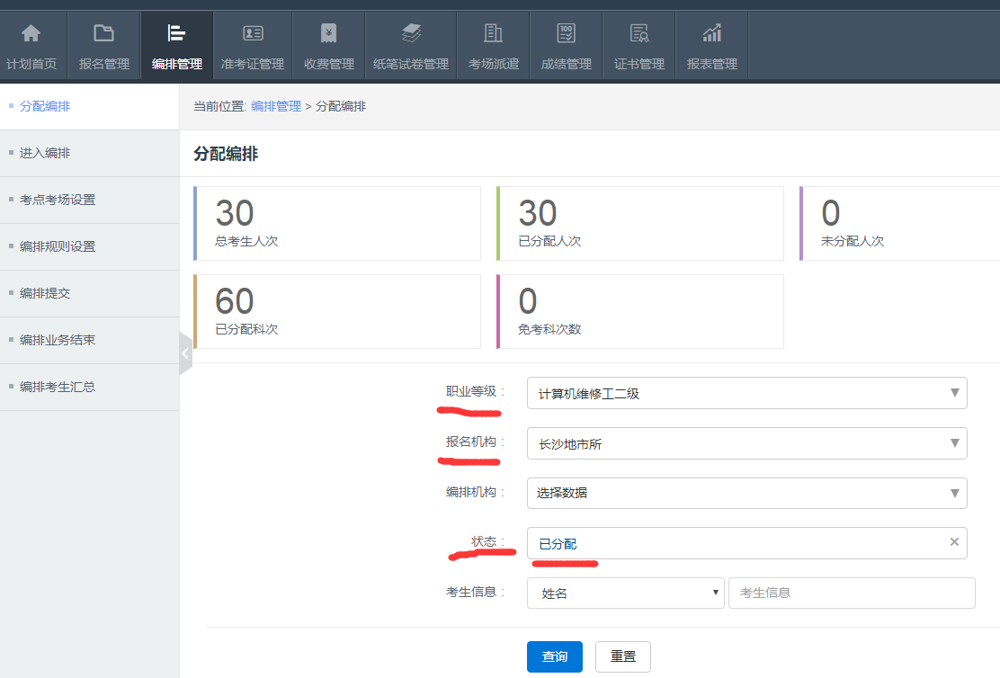 计划首页 报名管理 编排管理 准考证管理 收费管理 纸笔试卷管理 考场派遣 成绩管理 证书管理 报表管理
分配编排
进入编排
考点考场设置
编排规则设置
编排提交
编排业务结束
编排考生汇总
当前位置: 编排管理 > 分配编排
分配编排
30
总考生人次
30
已分配人次
0
未分配人次
60
已分配科次
0
免考科次数
职业等级 : 计算机维修工二级
报名机构 : 长沙地市所
编排机构 : 选择数据
状态 : 已分配
考生信息 : 姓名 考生信息
查询 重置